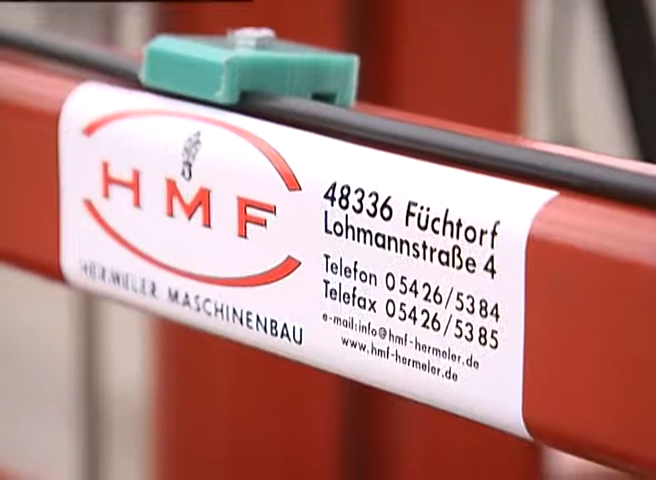 HMF
HERMELER MASCHINENBAU
48336 Füchtorf
Lohmannstraße 4
Telefon 05426/5384
Telefax 05426/5385
e-mail:info@hmf-hermeler.de
www.hmf-hermeler.de